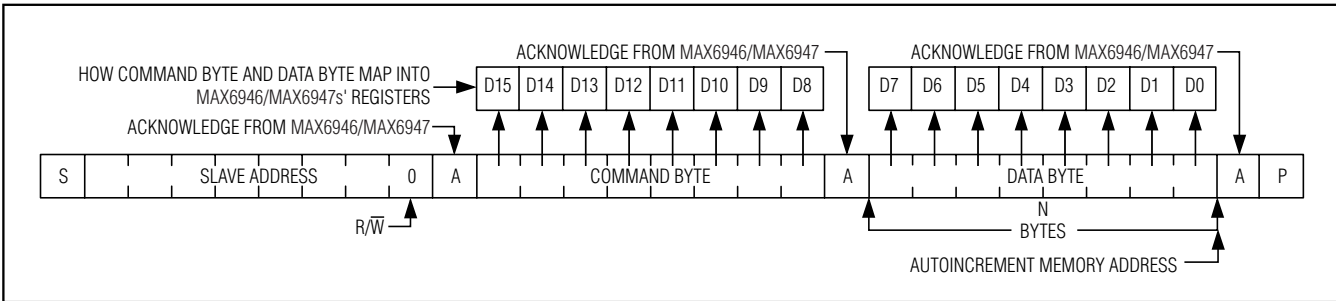 ACKNOWLEDGE FROM MAX6946/MAX6947
ACKNOWLEDGE FROM MAX6946/MAX6947
HOW COMMAND BYTE AND DATA BYTE MAP INTO
MAX6946/MAX6947s' REGISTERS
D15 D14 D13 D12 D11 D10 D9 D8
D7 D6 D5 D4 D3 D2 D1 D0
ACKNOWLEDGE FROM MAX6946/MAX6947
S SLAVE ADDRESS 0 A COMMAND BYTE A DATA BYTE A P
R/W̅
N
BYTES
AUTOINCREMENT MEMORY ADDRESS